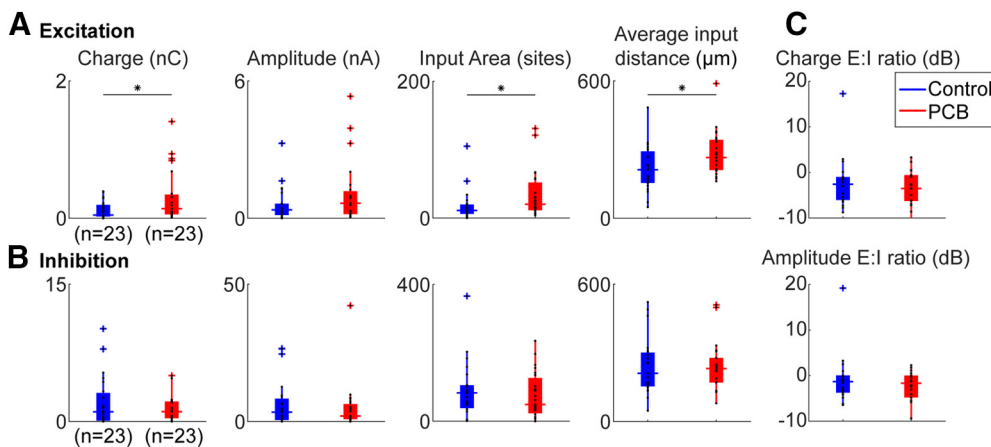 A Excitation
C
Charge (nC)
Amplitude (nA)
Input Area (sites)
Average input
distance (µm)
Charge E:I ratio (dB)
2
0
*
(n=23) (n=23)
6
0
200
0
*
600
0
*
20
10
0
-10
Control
PCB
B Inhibition
Amplitude E:I ratio (dB)
15
0
(n=23) (n=23)
50
0
400
0
600
0
20
10
0
-10